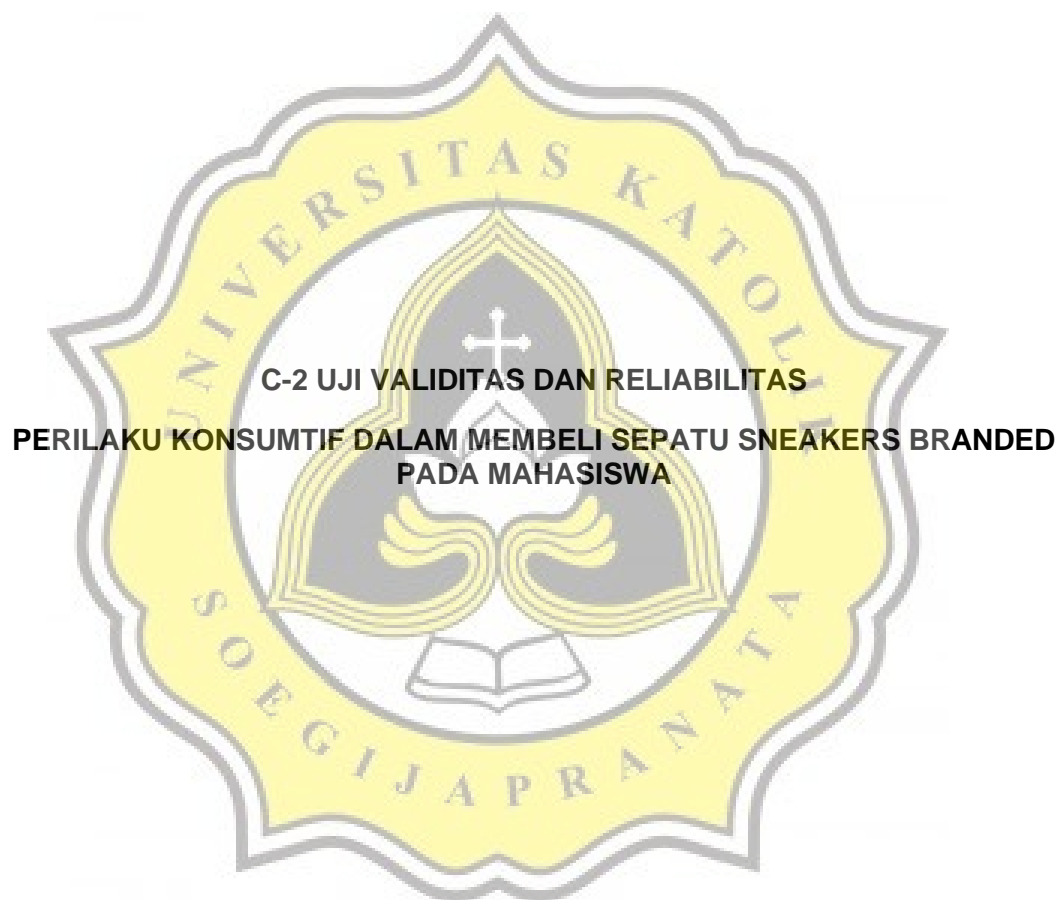 UNIVERSITAS KATOLIK
C-2 UJI VALIDITAS DAN RELIABILITAS
PERILAKU KONSUMTIF DALAM MEMBELI SEPATU SNEAKERS BRANDED
PADA MAHASISWA
SOEGIJAPRANATA